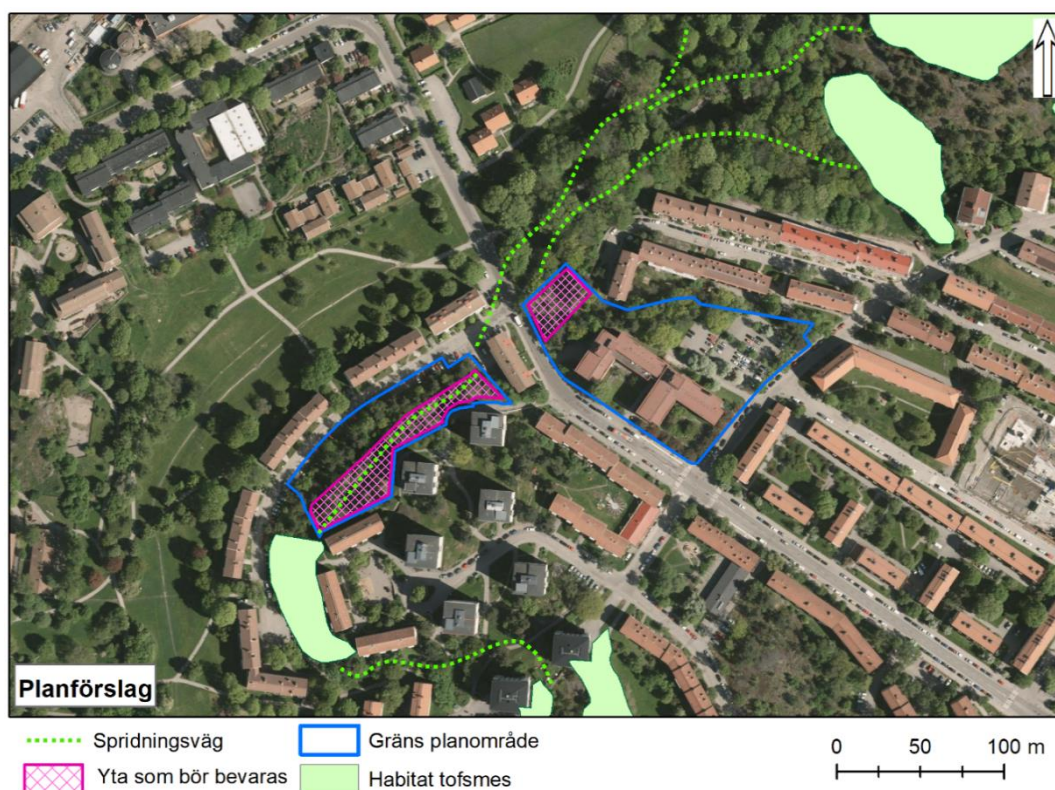 Planförslag
Spridningsväg
Gräns planområde
Yta som bör bevaras
Habitat tofsmes
0 50 100 m